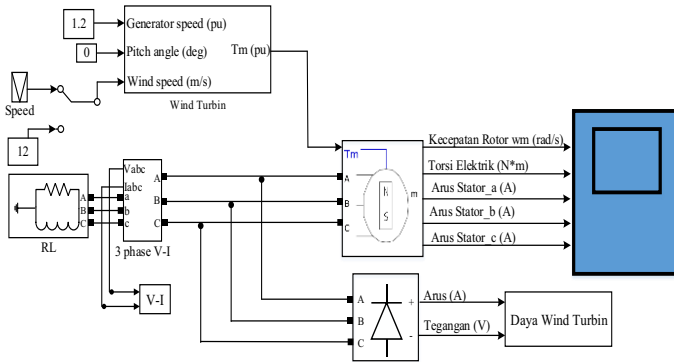 1.2
Generator speed (pu)
0
Pitch angle (deg)
Tm (pu)
Wind speed (m/s)
Speed
Wind Turbin
12
Kecepatan Rotor wm (rad/s)
Tm
Torsi Elektrik (N*m)
A
m
Arus Stator_a (A)
B
N
S
Arus Stator_b (A)
C
Arus Stator_c (A)
Vabc
Iabc
A
A
a
B
B
b
C
C
c
RL
3 phase V-I
V-I
A
B
C
+
-
Arus (A)
Tegangan (V)
Daya Wind Turbin